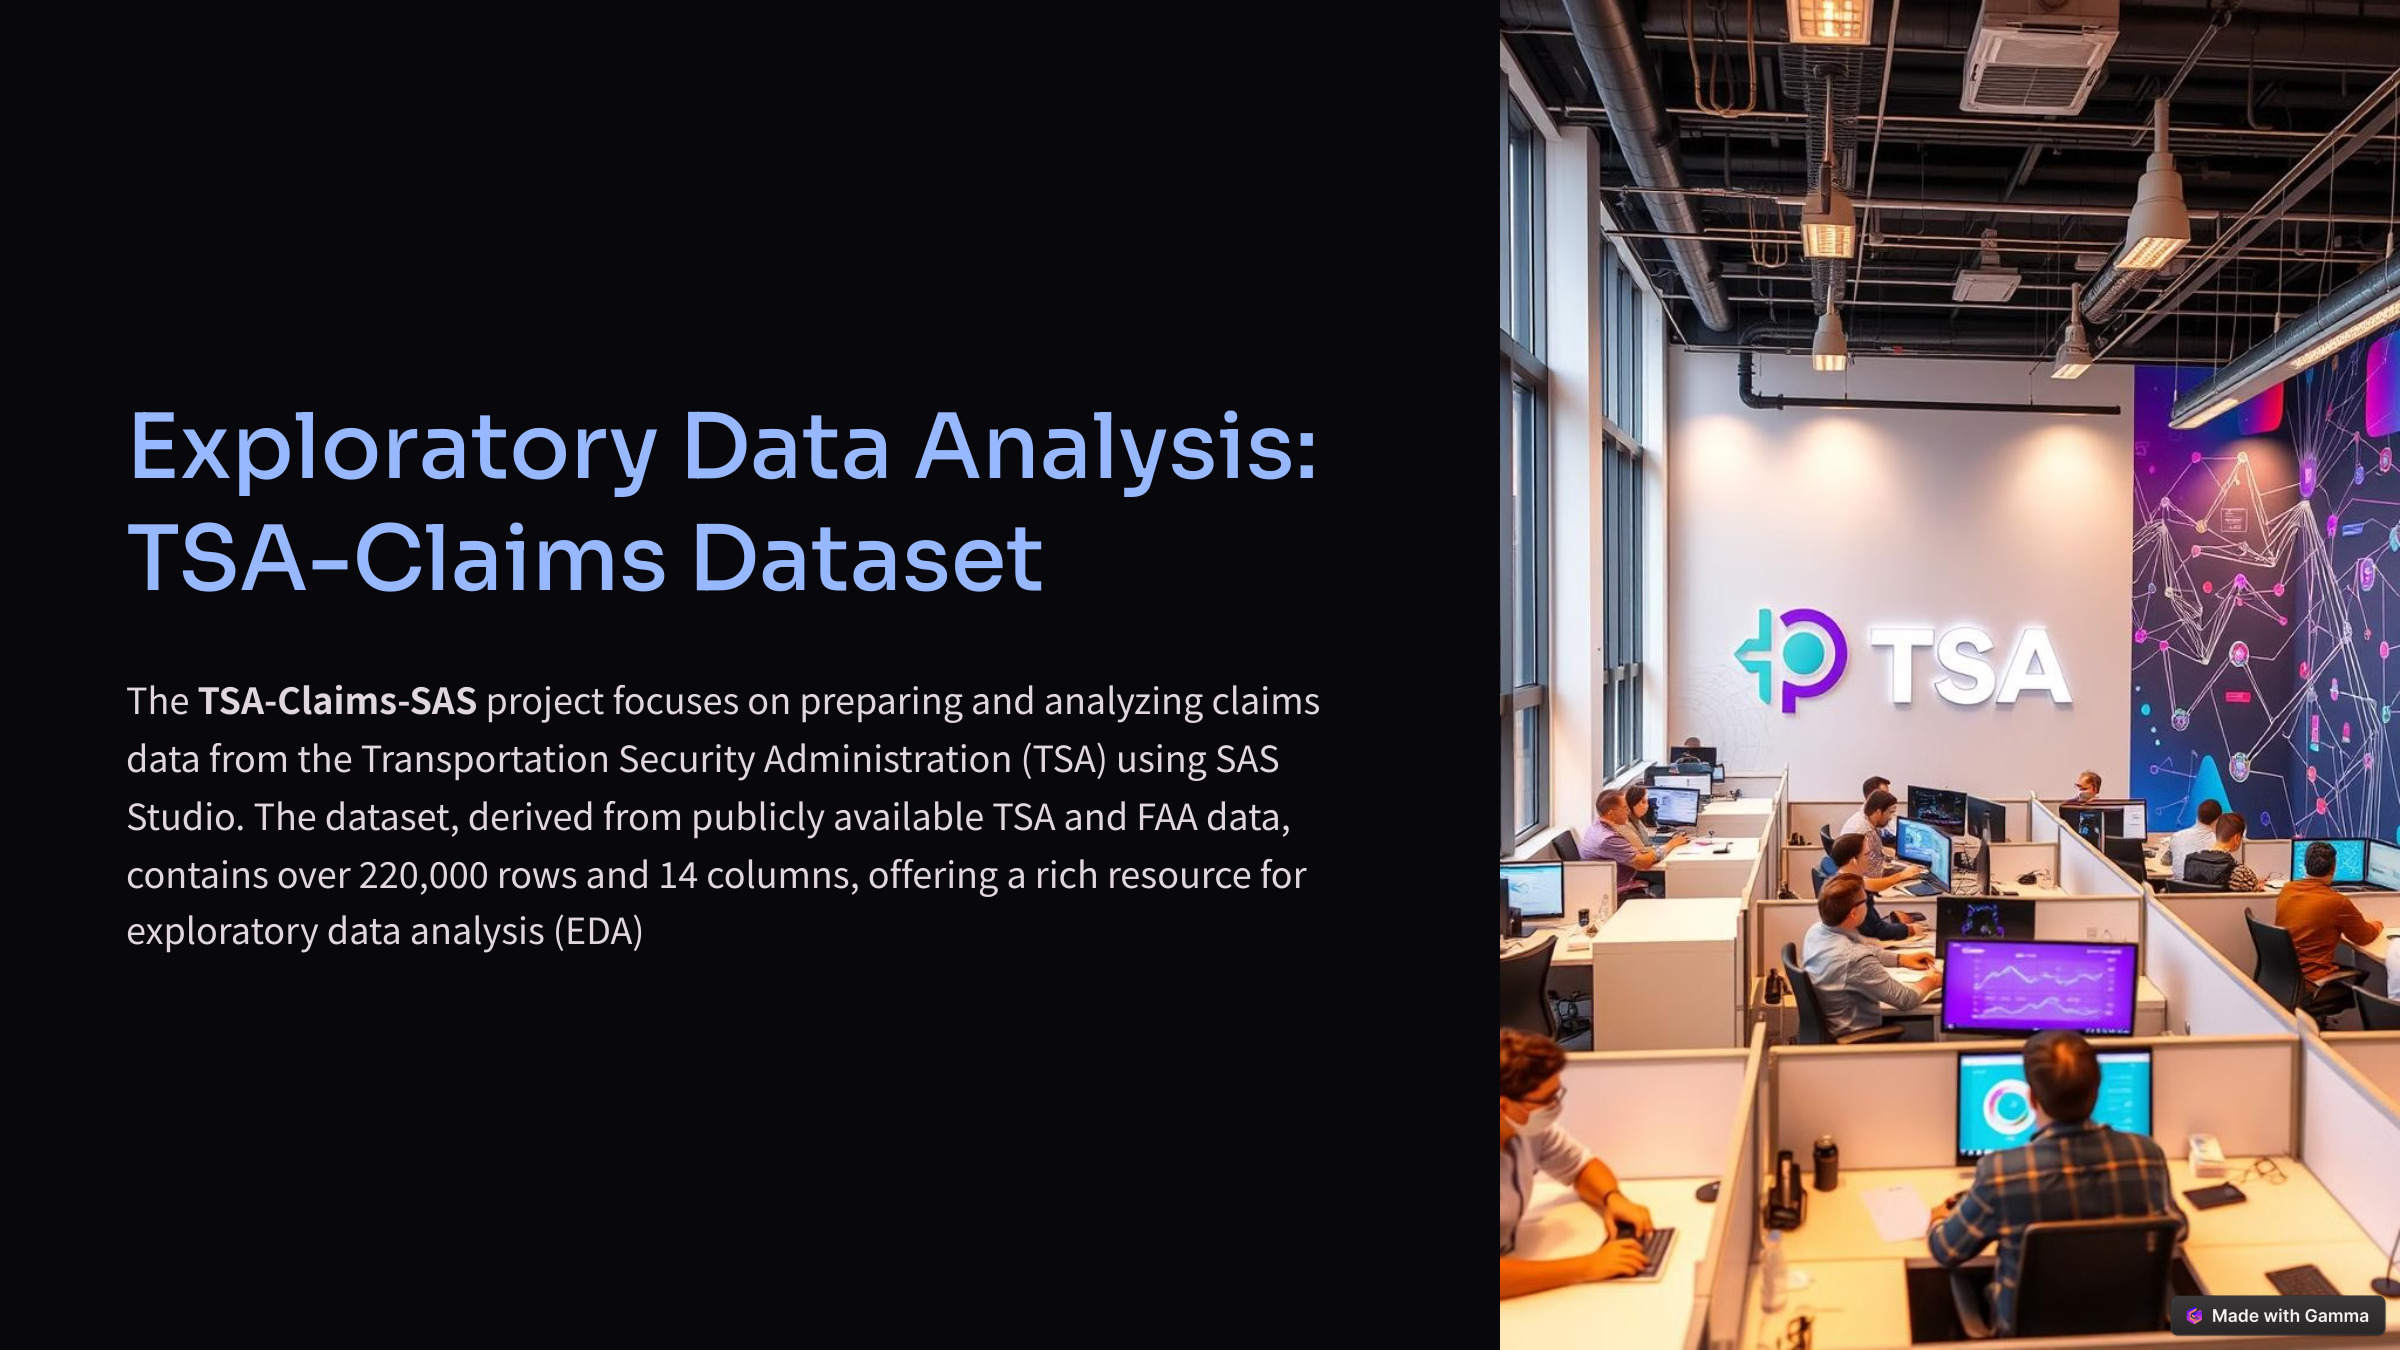 Exploratory Data Analysis:
TSA-Claims Dataset
The TSA-Claims-SAS project focuses on preparing and analyzing claims
data from the Transportation Security Administration (TSA) using SAS
Studio. The dataset, derived from publicly available TSA and FAA data,
contains over 220,000 rows and 14 columns, offering a rich resource for
exploratory data analysis (EDA)
TSA
Made with Gamma